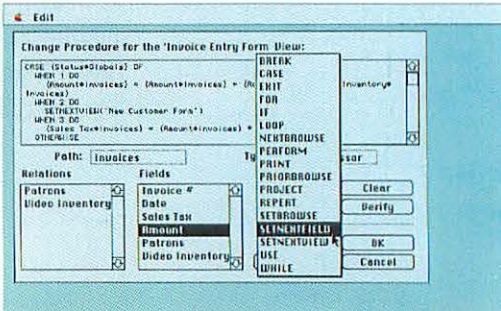 Edit
Change Procedure for the 'Invoice Entry Form View:
CASE (Status*Globals) OF
WHEN 1 DO
(Amount*Invoices) = (Amount*Invoices) +
Inventory*
Invoices)
WHEN 2 DO
SETNEXTVIEW("New Customer Form")
WHEN 3 DO
(Sales Tax*Invoices) = (Amount*Invoices) *
OTHERWISE
BREAK
CASE
EXIT
FOR
IF
LOOP
NEXTBROWSE
PERFORM
PRINT
PRIORBROWSE
PROJECT
REPEAT
SETBROWSE
SETNEXTFIELD
SETNEXTVIEW
USE
WHILE
Path: Invoices
Relations
Patrons
Video Inventory
Fields
Invoice #
Date
Sales Tax
Amount
Patrons
Video Inventory
Clear
Verify
OK
Cancel